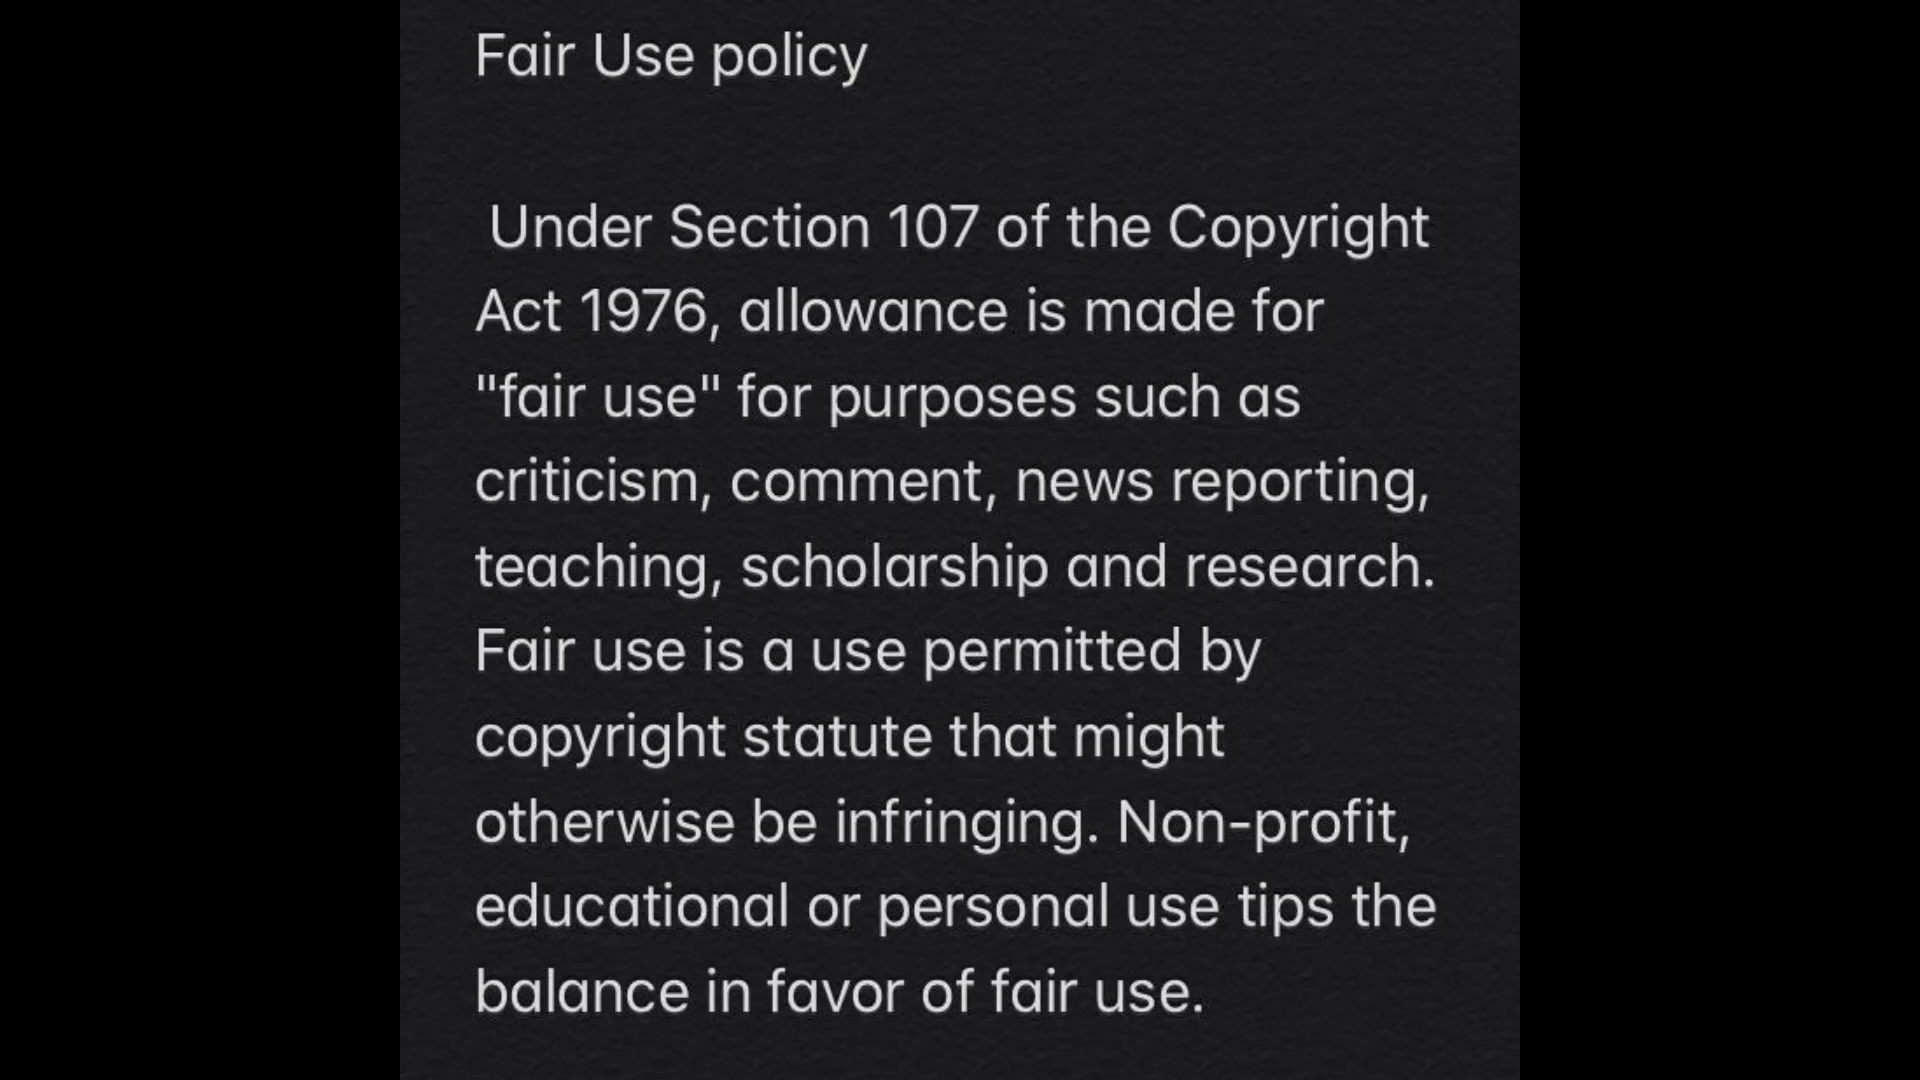 Fair Use policy
Under Section 107 of the Copyright
Act 1976, allowance is made for
"fair use" for purposes such as
criticism, comment, news reporting,
teaching, scholarship and research.
Fair use is a use permitted by
copyright statute that might
otherwise be infringing. Non-profit,
educational or personal use tips the
balance in favor of fair use.